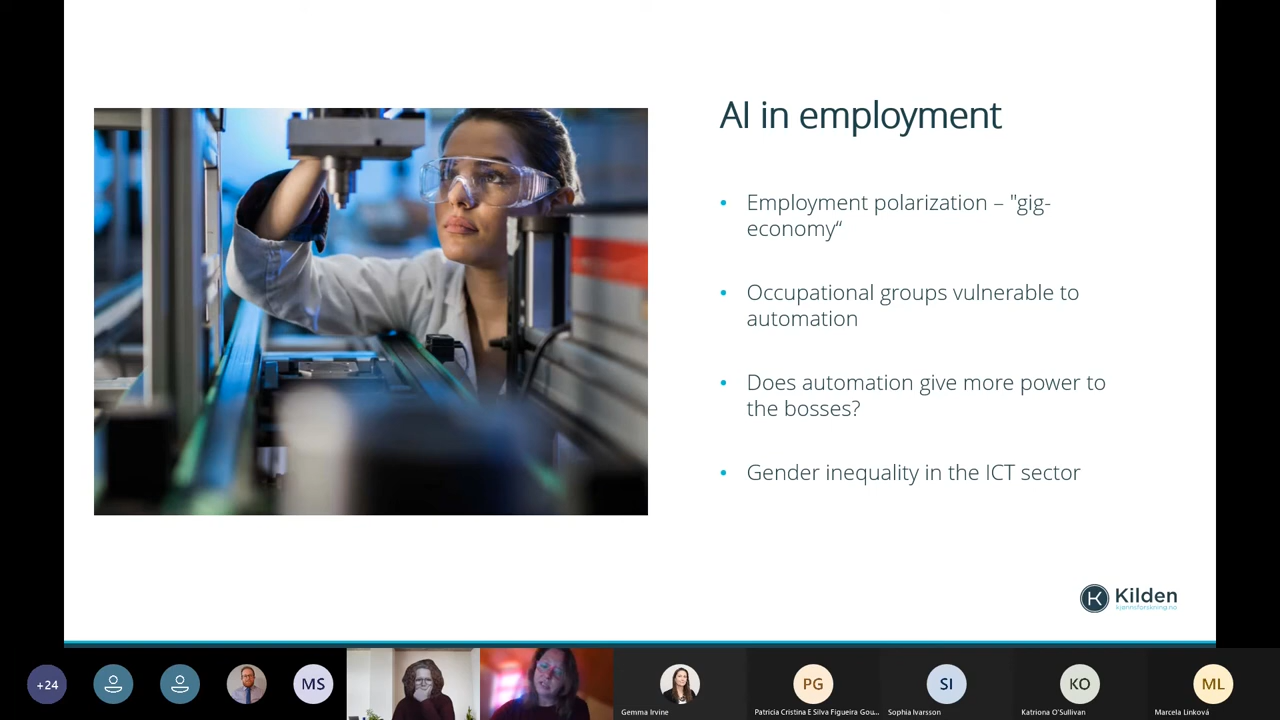 AI in employment
• Employment polarization – "gig-
economy“
• Occupational groups vulnerable to
automation
• Does automation give more power to
the bosses?
• Gender inequality in the ICT sector
K Kilden
kjønnsforskning.no
+24
MS
PG
SI
KO
ML
Gemma Irvine
Patricia Cristina E Silva Figueira Gou...
Sophia Ivarsson
Katriona O'Sullivan
Marcela Linková